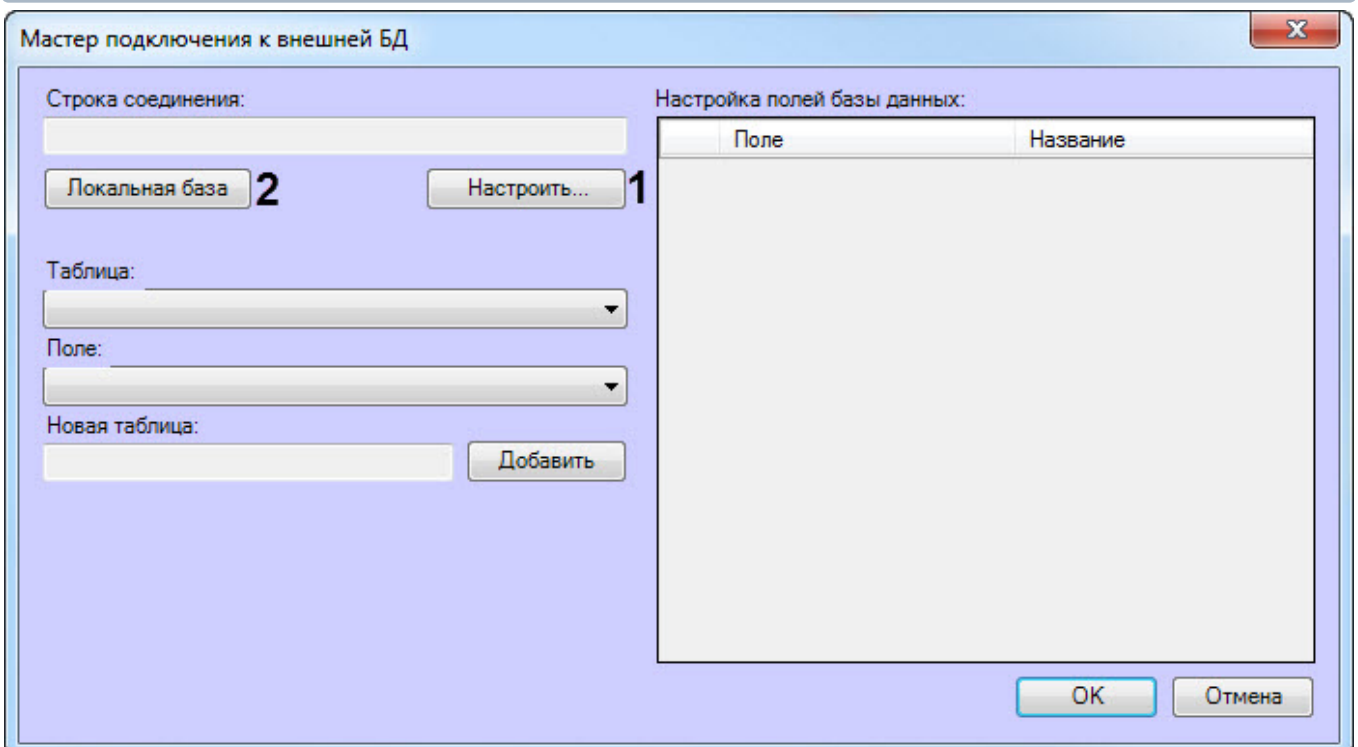 Мастер подключения к внешней БД
X
Строка соединения:
Локальная база 2 Настроить... 1
Таблица:
Поле:
Новая таблица:
Добавить
Настройка полей базы данных:
Поле Название
OK Отмена